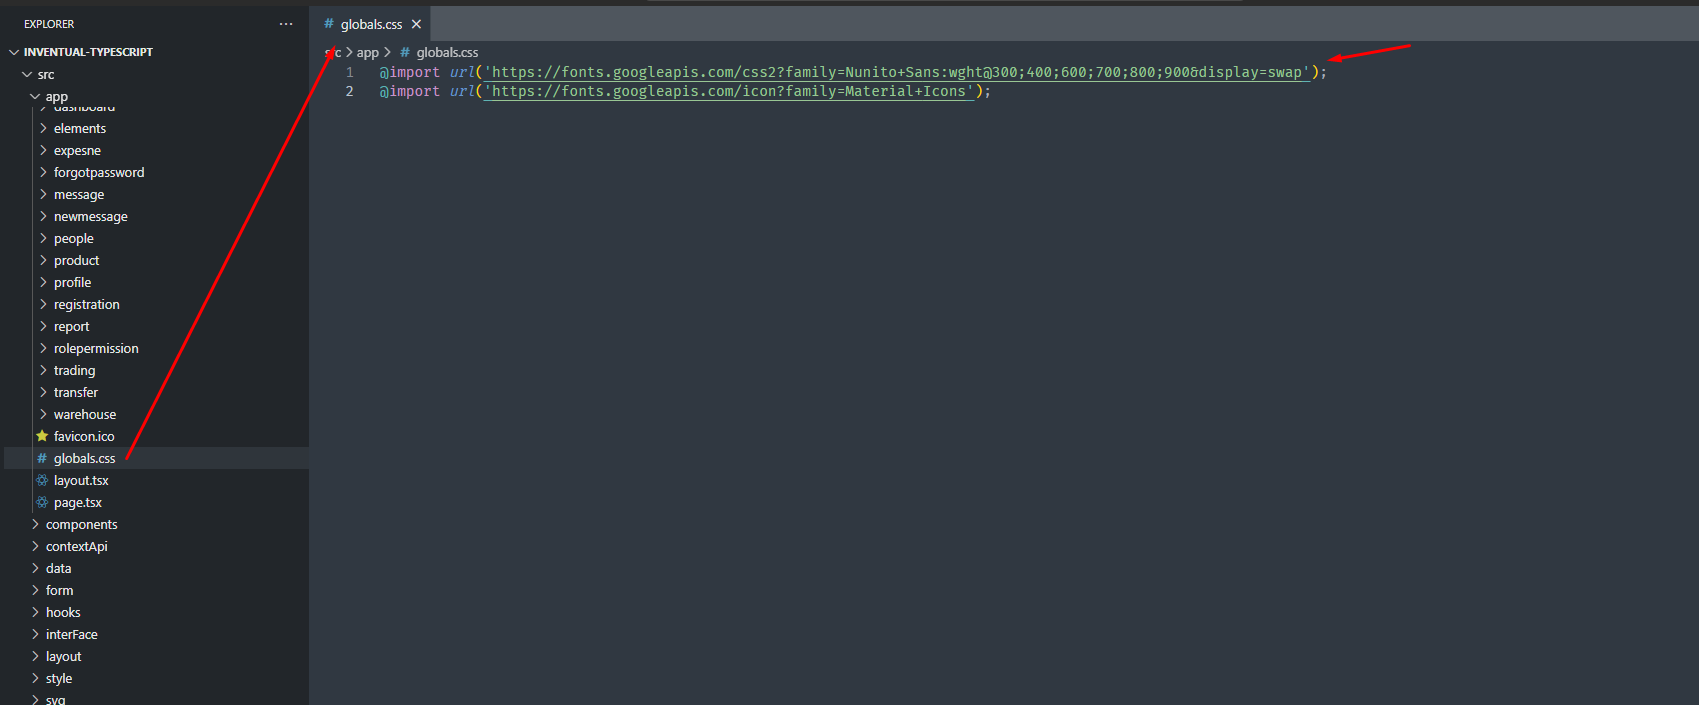 EXPLORER
···
INVENTUAL-TYPESCRIPT
src
app
dashboard
elements
expesne
forgotpassword
message
newmessage
people
product
profile
registration
report
rolepermission
trading
transfer
warehouse
favicon.ico
# globals.css
layout.tsx
page.tsx
components
contextApi
data
form
hooks
interFace
layout
style
svg
# globals.css ×
src > app > # globals.css
1 @import url('https://fonts.googleapis.com/css2?family=Nunito+Sans:wght@300;400;600;700;800;900&display=swap');
2 @import url('https://fonts.googleapis.com/icon?family=Material+Icons');